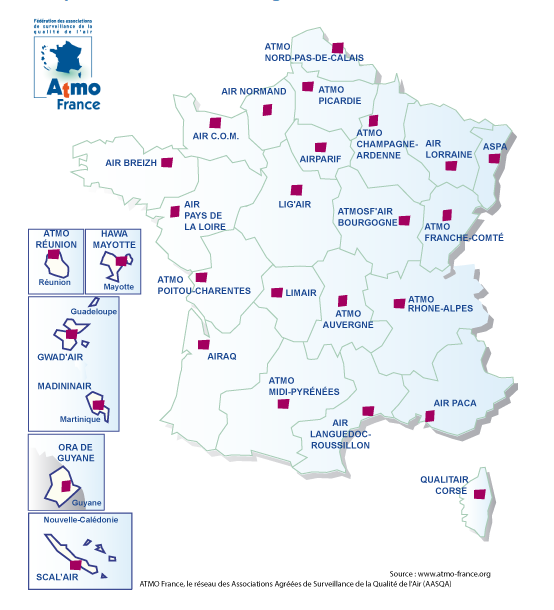 Fédération des associations
de surveillance de la
qualité de l'air
Atmo
France
ATMO
NORD-PAS-DE-CALAIS
AIR NORMAND
ATMO
PICARDIE
AIR C.O.M.
ATMO
CHAMPAGNE-
ARDENNE
AIR
LORRAINE
ASPA
AIRPARIF
AIR BREIZH
LIG'AIR
AIR
PAYS DE
LA LOIRE
ATMOSF'AIR
BOURGOGNE
ATMO
FRANCHE-COMTÉ
ATMO
RÉUNION
Réunion
HAWA
MAYOTTE
Mayotte
ATMO
POITOU-CHARENTES
LIMAIR
ATMO
AUVERGNE
ATMO
RHONE-ALPES
Guadeloupe
GWAD'AIR
MADININAIR
Martinique
AIRAQ
ATMO
MIDI-PYRÉNÉES
AIR
LANGUEDOC-
ROUSSILLON
AIR PACA
ORA DE
GUYANE
Guyane
QUALITAIR
CORSE
Nouvelle-Calédonie
SCAL'AIR
Source : www.atmo-france.org
ATMO France, le réseau des Associations Agréées de Surveillance de la Qualité de l'Air (AASQA)